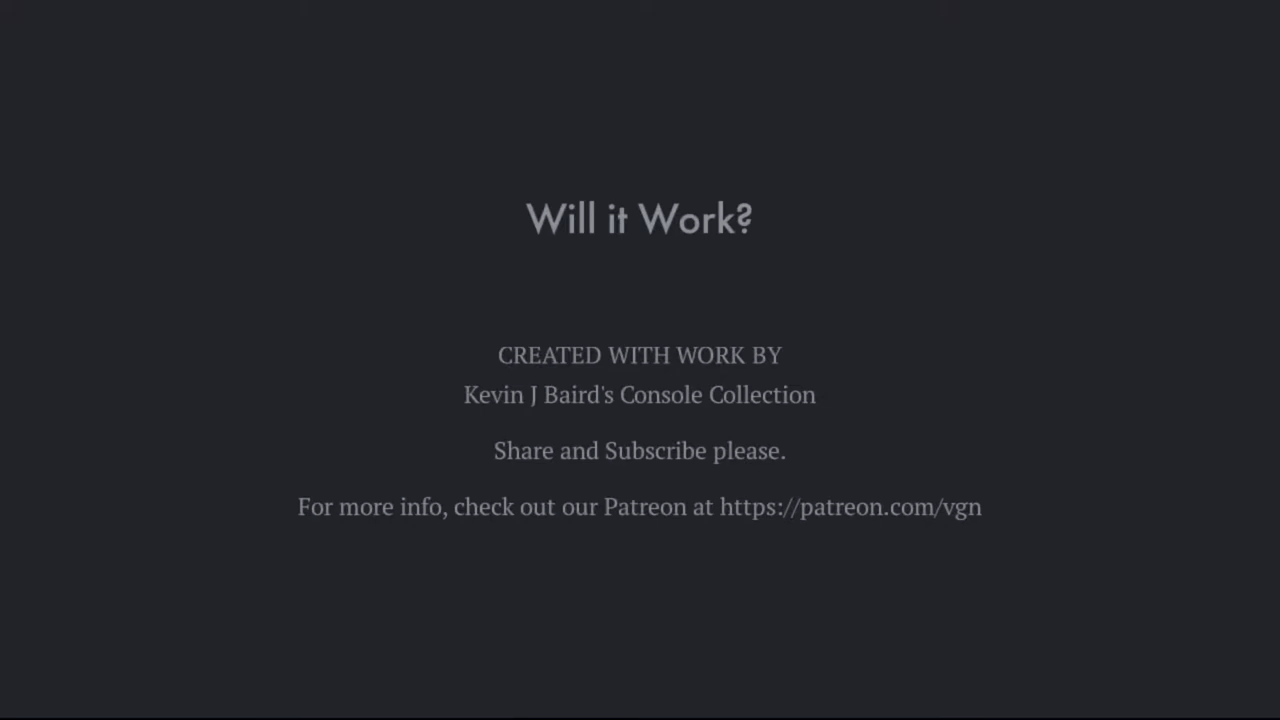 Will it Work?
CREATED WITH WORK BY
Kevin J Baird's Console Collection
Share and Subscribe please.
For more info, check out our Patreon at https://patreon.com/vgn